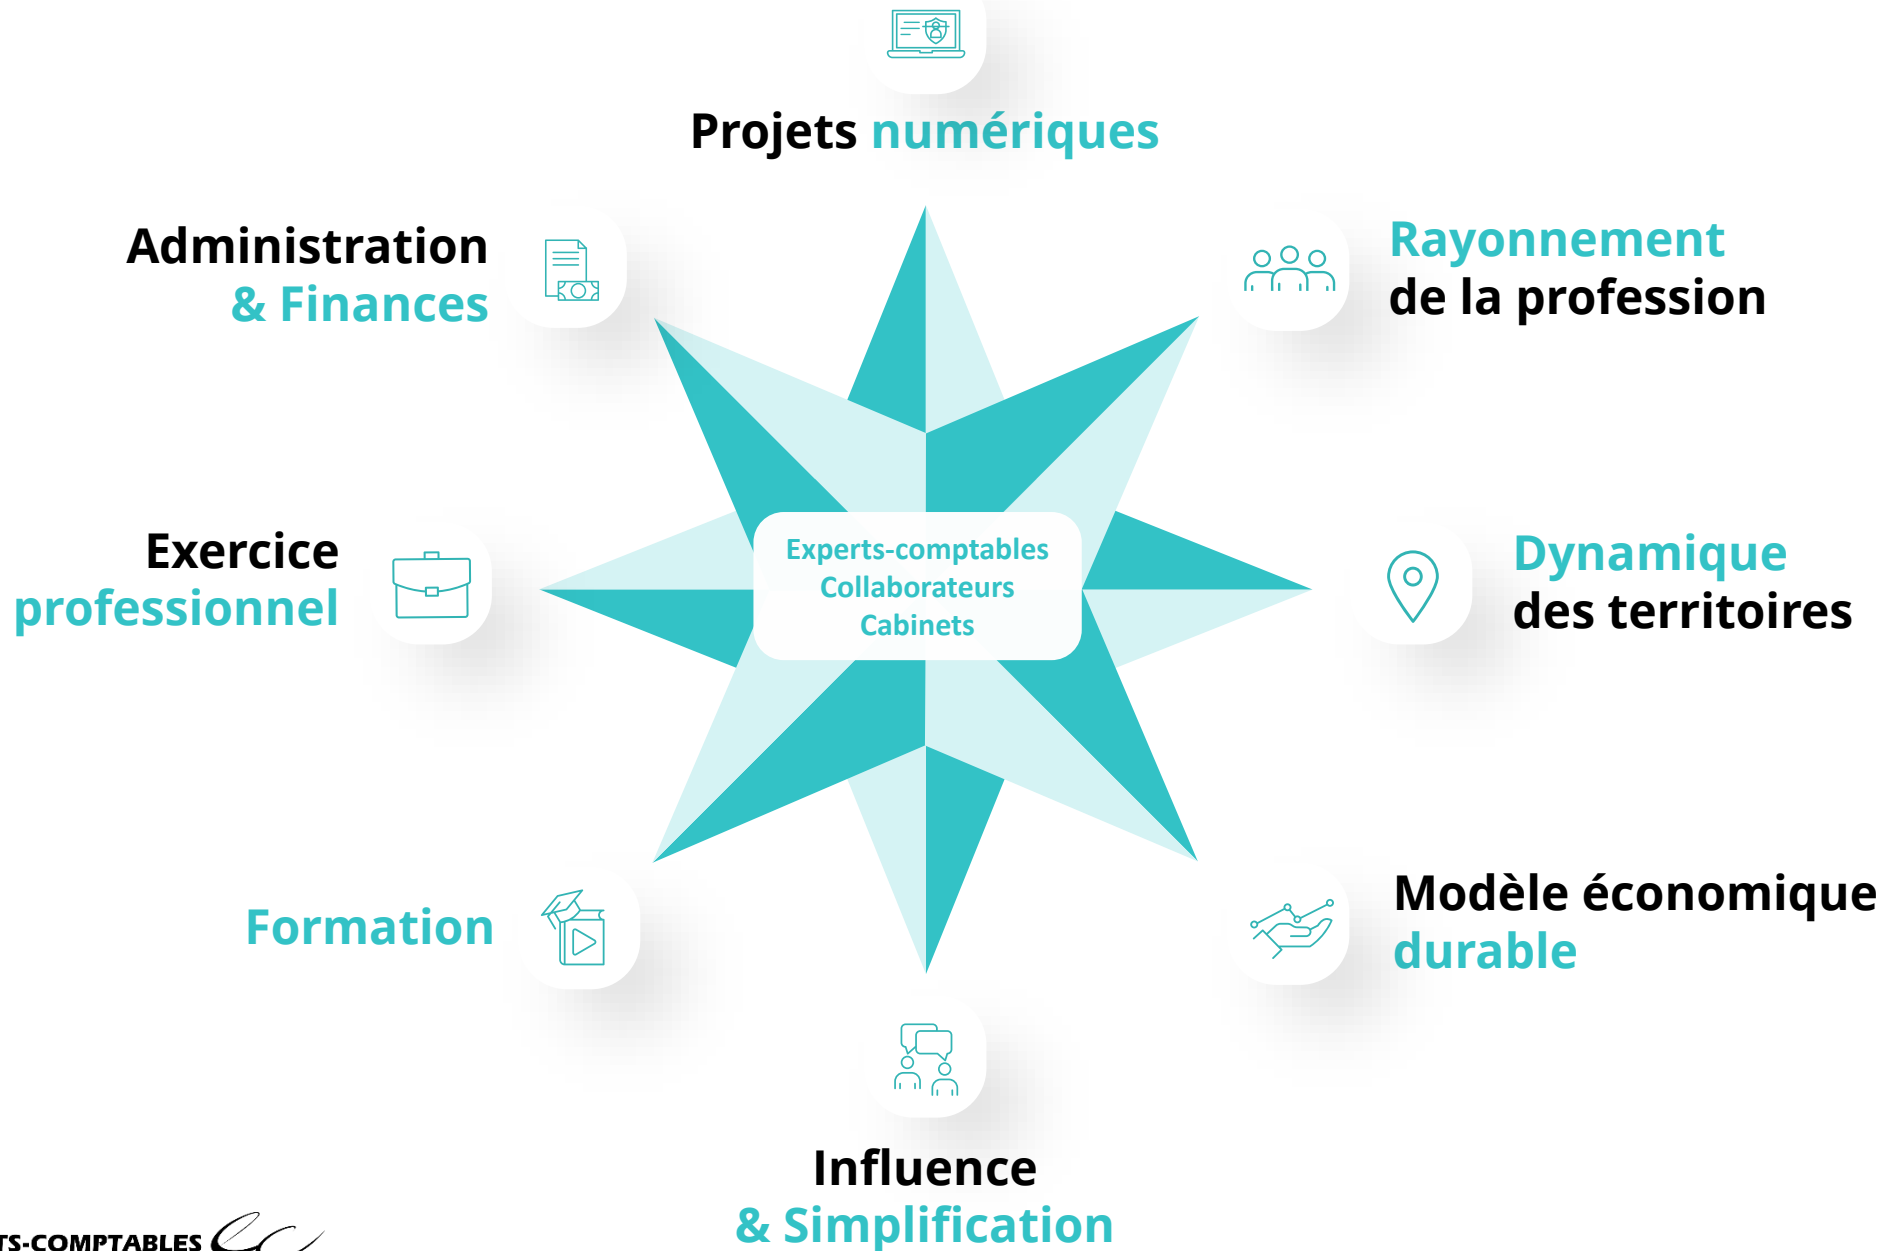 Projets numériques
Administration
& Finances
Rayonnement
de la profession
Exercice
professionnel
Experts-comptables
Collaborateurs
Cabinets
Dynamique
des territoires
Formation
Modèle économique
durable
Influence
& Simplification
TS-COMPTABLES